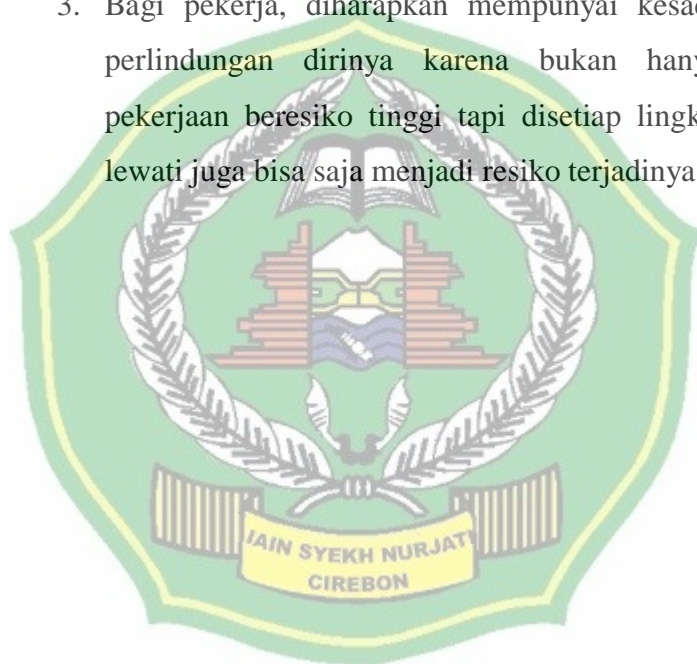 3. Bagi pekerja, diharapkan mempunyai
perlindungan dirinya karena bukan
pekerjaan beresiko tinggi tapi disetiap
lewati juga bisa saja menjadi resiko terjadinya
IAIN SYEKH NURJATI
CIREBON